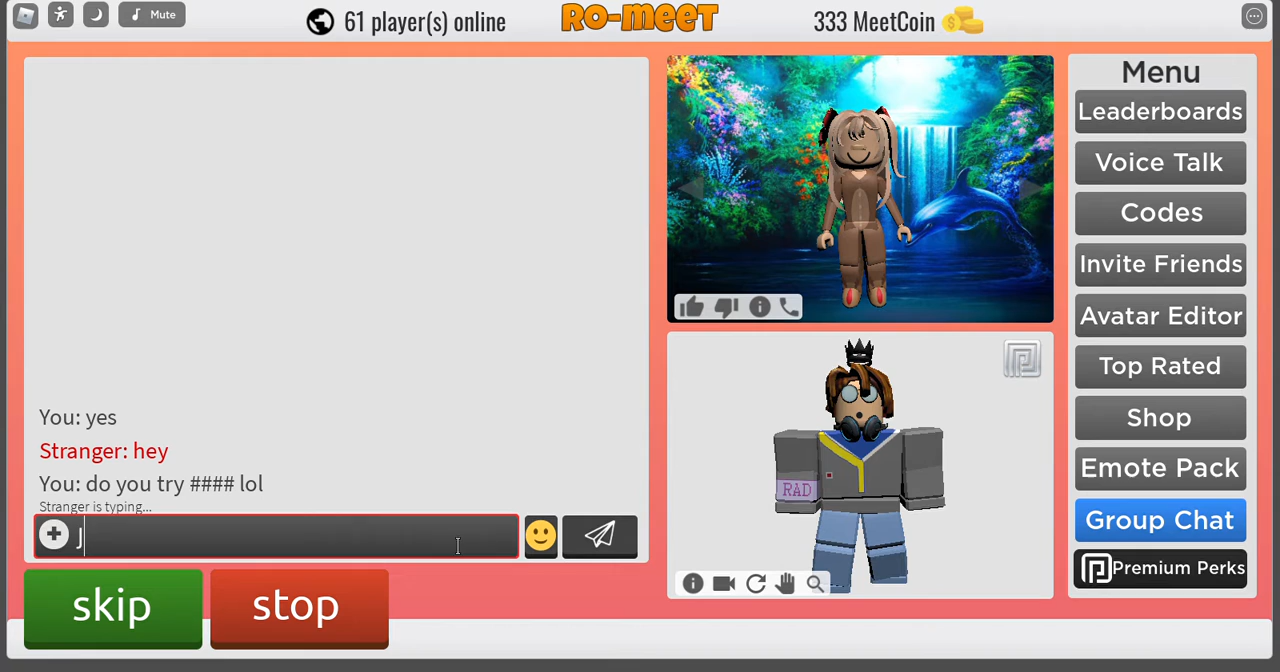 Mute
61 player(s) online
RO-MEET
333 MeetCoin
You: yes
Stranger: hey
You: do you try #### lol
Stranger is typing...
J
skip
stop
RAD
Menu
Leaderboards
Voice Talk
Codes
Invite Friends
Avatar Editor
Top Rated
Shop
Emote Pack
Group Chat
Premium Perks